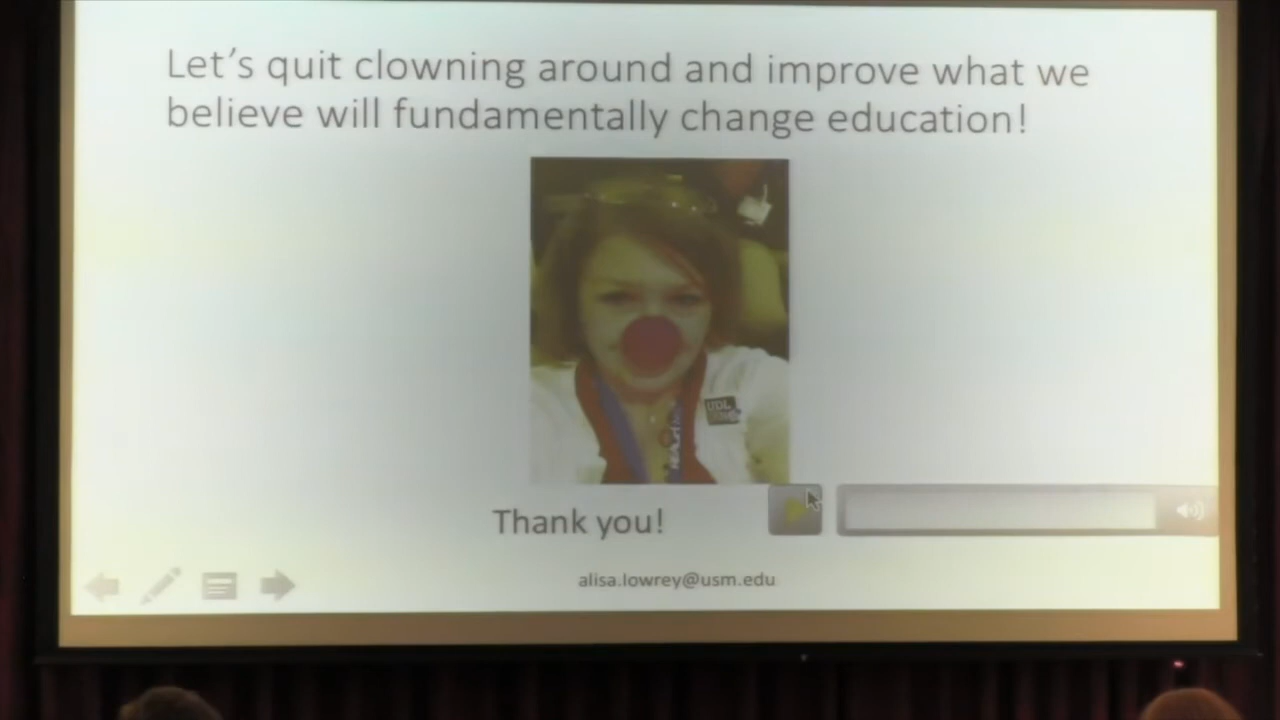 Let's quit clowning around and improve what we
believe will fundamentally change education!
UDL
Thank you!
alisa.lowrey@usm.edu